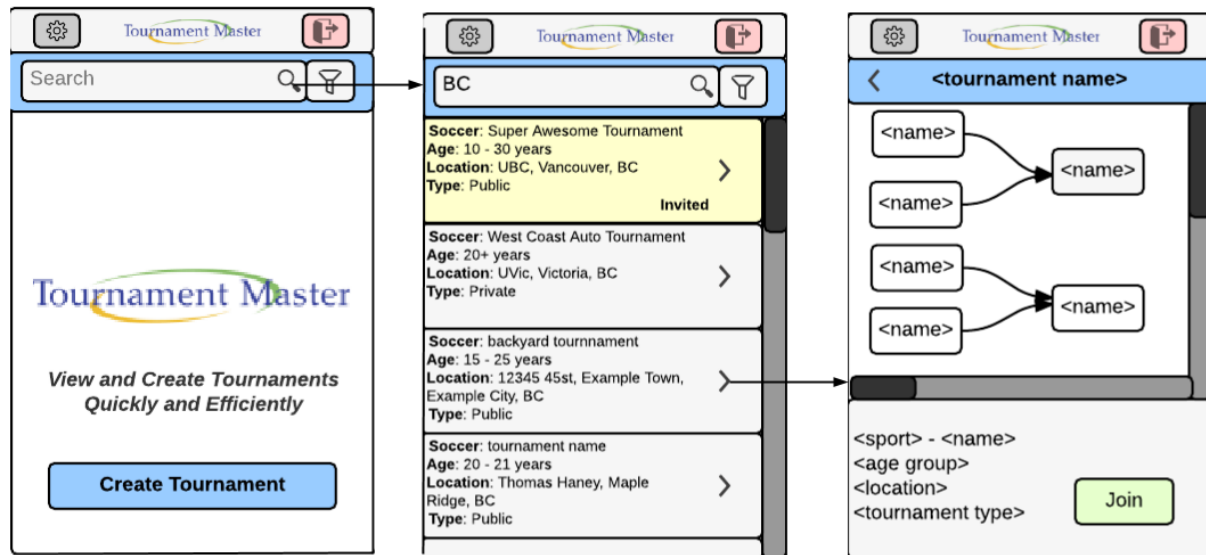 Tournament Master
Search
Tournament Master
View and Create Tournaments
Quickly and Efficiently
Create Tournament
Tournament Master
BC
Soccer: Super Awesome Tournament
Age: 10 - 30 years
Location: UBC, Vancouver, BC
Type: Public
Invited
Soccer: West Coast Auto Tournament
Age: 20+ years
Location: UVic, Victoria, BC
Type: Private
Soccer: backyard tournnament
Age: 15 - 25 years
Location: 12345 45st, Example Town,
Example City, BC
Type: Public
Soccer: tournament name
Age: 20 - 21 years
Location: Thomas Haney, Maple
Ridge, BC
Type: Public
Tournament Master
<tournament name>
<name>
<name>
<name>
<name>
<name>
<name>
<sport> - <name>
<age group>
<location>
<tournament type>
Join